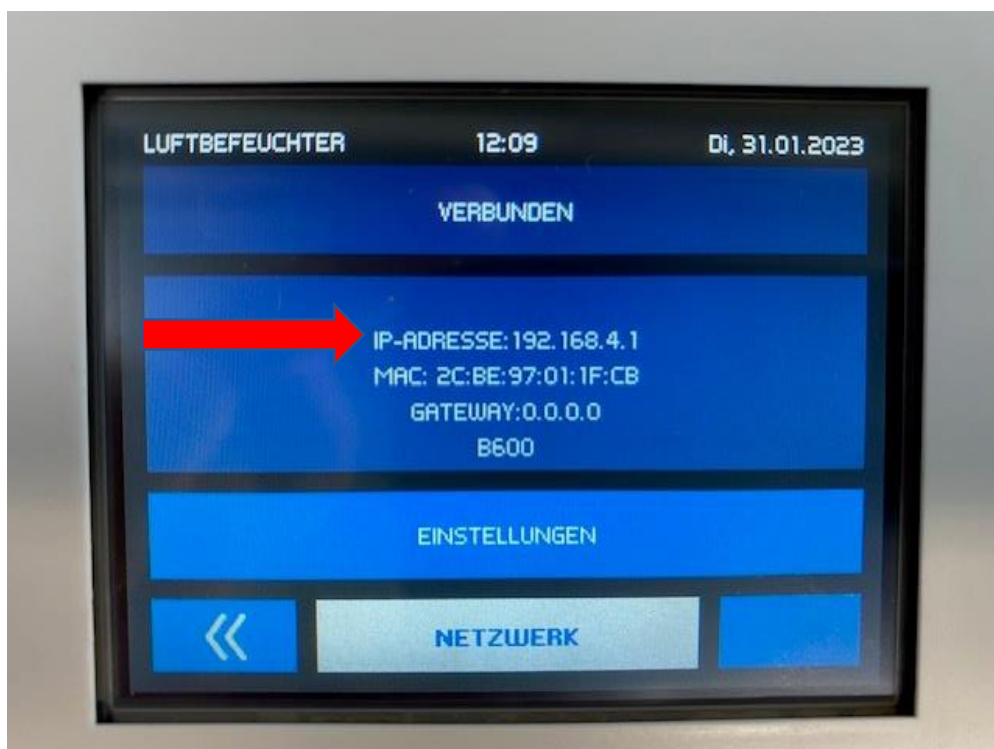 LUFTBEFEUCHTER 12:09 Di, 31.01.2023
VERBUNDEN
IP-ADRESSE:192.168.4.1
MAC: 2C:BE:97:01:1F:CB
GATEWAY:0.0.0.0
B600
EINSTELLUNGEN
NETZWERK